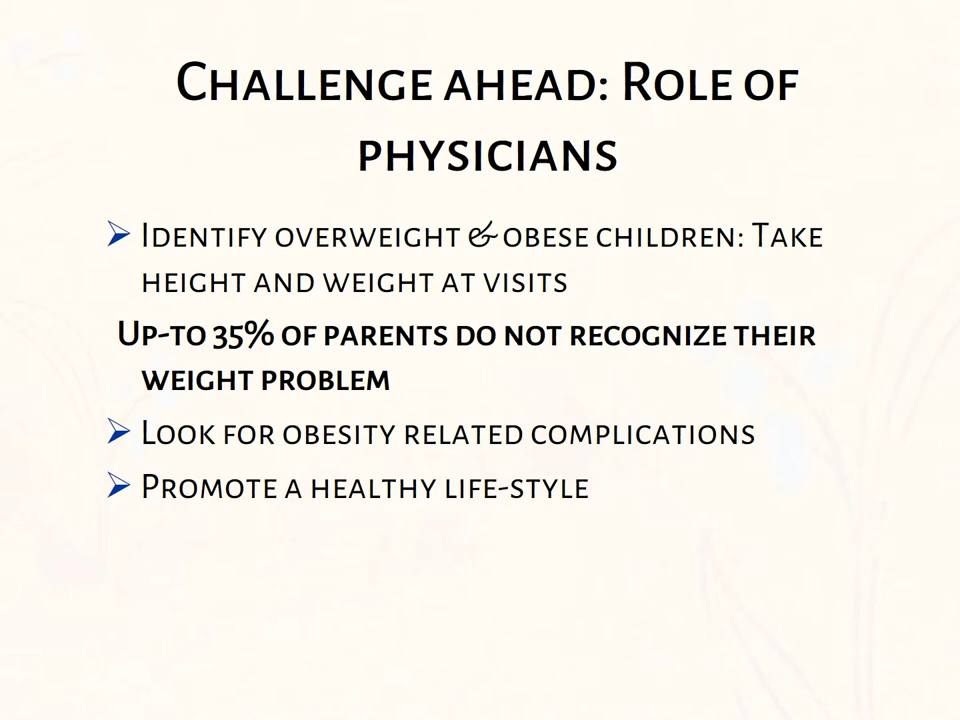 Challenge ahead: Role of
physicians
Identify overweight & obese children: Take
height and weight at visits
Up-to 35% of parents do not recognize their
weight problem
Look for obesity related complications
Promote a healthy life-style